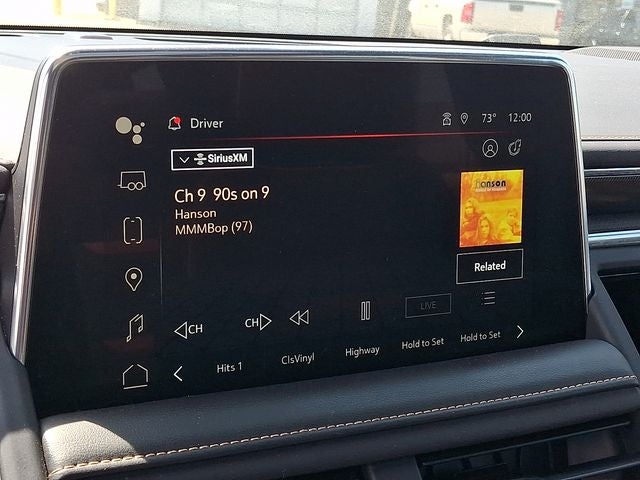 Driver
73° 12:00
SiriusXM
Ch 9 90s on 9
Hanson
MMMBop (97)
hanson
Related
CH
CH
LIVE
Hits 1
ClsVinyl
Highway
Hold to Set
Hold to Set